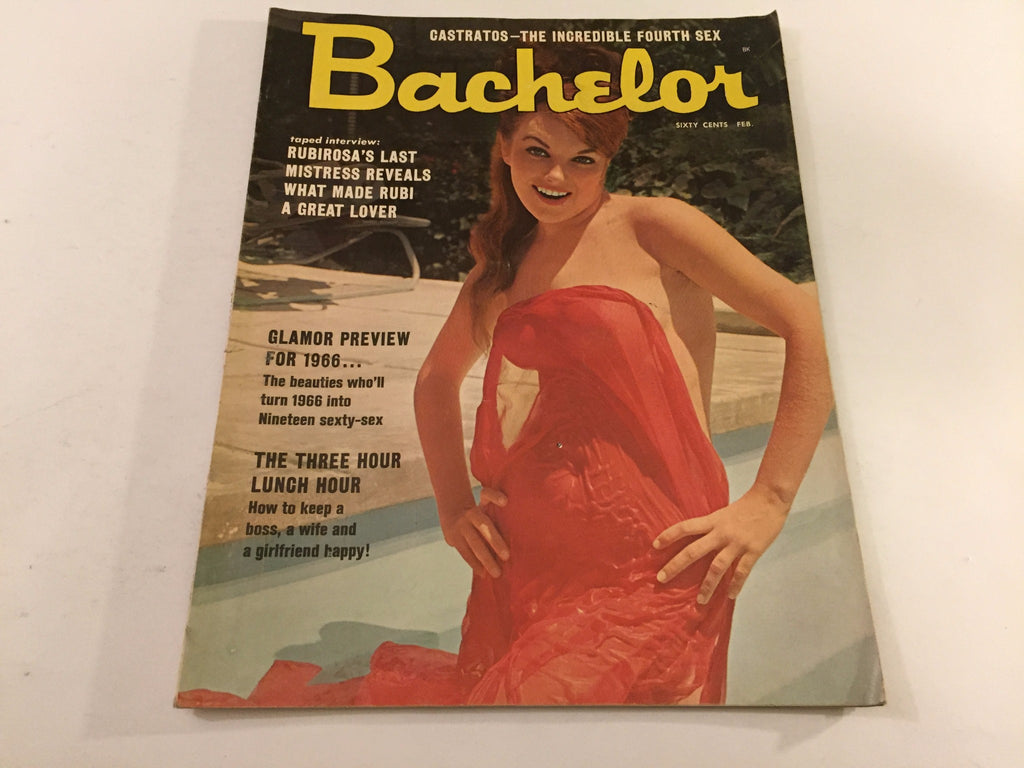 CASTRATOS—THE INCREDIBLE FOURTH SEX
BK
Bachelor
SIXTY CENTS FEB.
taped interview:
RUBIROSA'S LAST
MISTRESS REVEALS
WHAT MADE RUBI
A GREAT LOVER
GLAMOR PREVIEW
FOR 1966...
The beauties who'll
turn 1966 into
Nineteen sexty-sex
THE THREE HOUR
LUNCH HOUR
How to keep a
boss, a wife and
a girlfriend happy!